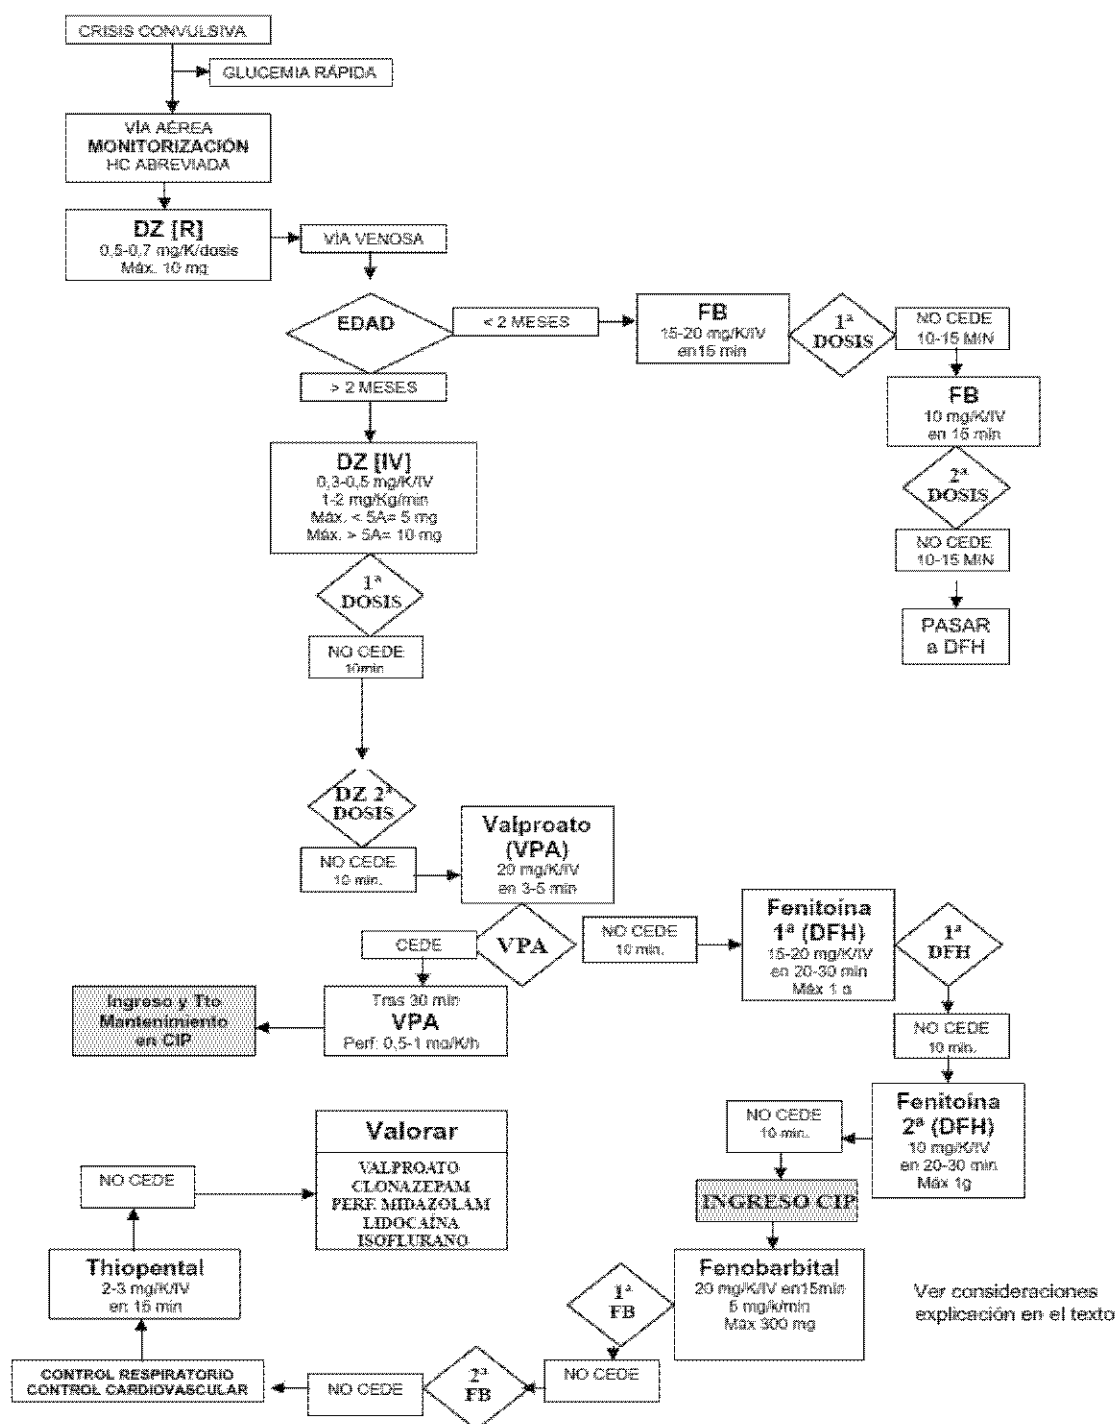 CRISIS CONVULSIVA
GLUCEMIA RÁPIDA
VÍA AÉREA
MONITORIZACIÓN
HC ABREVIADA
DZ [R]
0,5-0,7 mg/K/dosis
Máx. 10 mg
VÍA VENOSA
EDAD
< 2 MESES
FB
15-20 mg/K/IV
en15 min
1ª
DOSIS
NO CEDE
10-15 MIN
FB
10 mg/K/IV
en 15 min
2ª
DOSIS
NO CEDE
10-15 MIN
PASAR
a DFH
> 2 MESES
DZ [IV]
0,3-0,5 mg/K/IV
1-2 mg/Kg/min
Máx. < 5A= 5 mg
Máx. > 5A= 10 mg
1ª
DOSIS
NO CEDE
10min
DZ 2ª
DOSIS
NO CEDE
10 min.
Valproato
(VPA)
20 mg/K/IV
en 3-5 min
VPA
CEDE
Tras 30 min
VPA
Perf: 0,5-1 mg/K/h
Ingreso y Tto
Mantenimiento
en CIP
NO CEDE
10 min.
Fenitoína
1ª (DFH)
15-20 mg/K/IV
en 20-30 min
Máx 1 g
1ª
DFH
NO CEDE
10 min.
Fenitoína
2ª (DFH)
10 mg/K/IV
en 20-30 min
Máx 1g
NO CEDE
10 min.
INGRESO CIP
Fenobarbital
20 mg/K/IV en15min
5 mg/k/min
Máx 300 mg
1ª
FB
NO CEDE
2ª
FB
NO CEDE
CONTROL RESPIRATORIO
CONTROL CARDIOVASCULAR
Thiopental
2-3 mg/K/IV
en 15 min
NO CEDE
Valorar
VALPROATO
CLONAZEPAM
PERF. MIDAZOLAM
LIDOCAÍNA
ISOFLURANO
Ver consideraciones
explicación en el texto